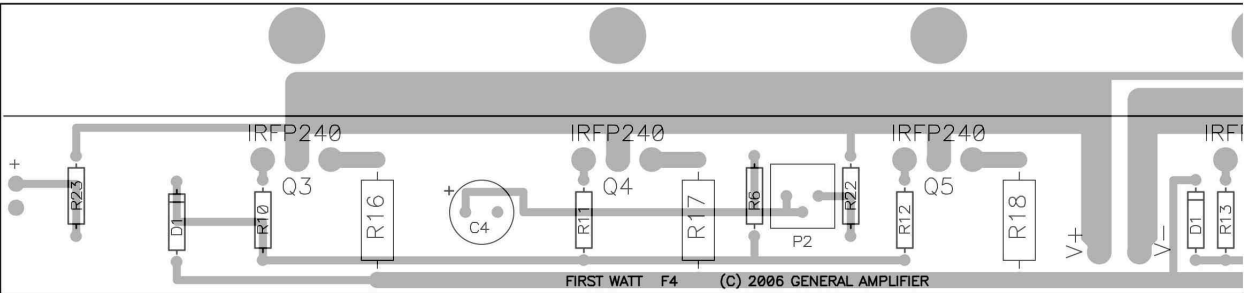 IRFP240 IRFP240 IRFP240 IRF
+
R23
D1
R10
Q3
R16
+
C4
R11
Q4
R17
R6
P2
R22
R12
Q5
R18
V+
V-
D1
R13
FIRST WATT F4 (C) 2006 GENERAL AMPLIFIER